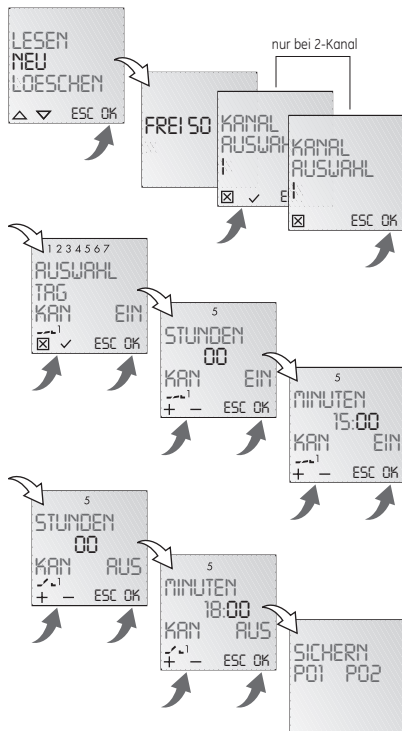 LESEN
NEU
LOESCHEN
ESC OK
nur bei 2-Kanal
FREI 50
KANAL
AUSWAHL
1
E
KANAL
AUSWAHL
1
ESC OK
1 2 3 4 5 6 7
AUSWAHL
TAG
KAN EIN
1
ESC OK
5
STUNDEN
00
KAN EIN
1
+ − ESC OK
5
MINUTEN
15:00
KAN EIN
1
+ − ESC OK
5
STUNDEN
00
KAN AUS
1
+ − ESC OK
5
MINUTEN
18:00
KAN AUS
1
+ − ESC OK
SICHERN
P01 P02